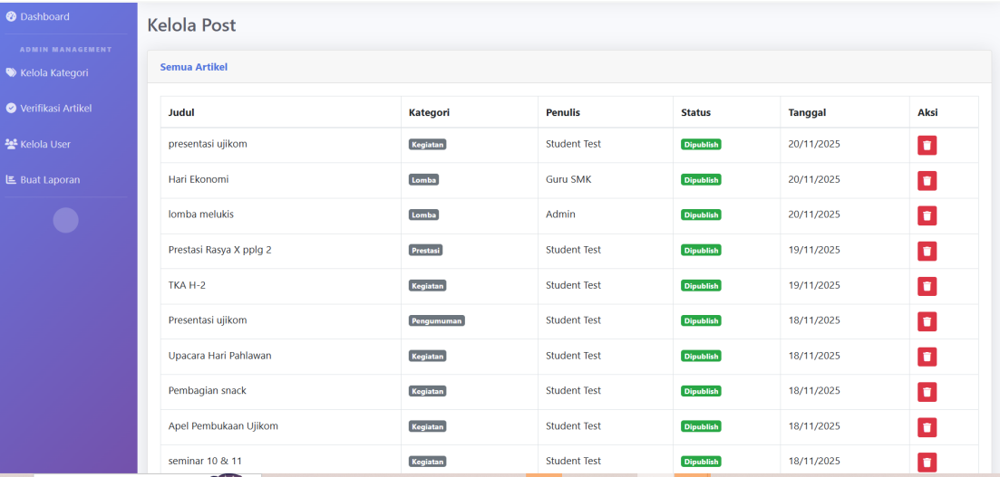 Dashboard
Kelola Post
ADMIN MANAGEMENT
Kelola Kategori
Verifikasi Artikel
Kelola User
Buat Laporan
Semua Artikel
Judul Kategori Penulis Status Tanggal Aksi
presentasi ujikom Kegiatan Student Test Dipublish 20/11/2025
Hari Ekonomi Lomba Guru SMK Dipublish 20/11/2025
lomba melukis Lomba Admin Dipublish 20/11/2025
Prestasi Rasya X pplg 2 Prestasi Student Test Dipublish 19/11/2025
TKA H-2 Kegiatan Student Test Dipublish 19/11/2025
Presentasi ujikom Pengumuman Student Test Dipublish 18/11/2025
Upacara Hari Pahlawan Kegiatan Student Test Dipublish 18/11/2025
Pembagian snack Kegiatan Student Test Dipublish 18/11/2025
Apel Pembukaan Ujikom Kegiatan Student Test Dipublish 18/11/2025
seminar 10 & 11 Kegiatan Student Test Dipublish 18/11/2025